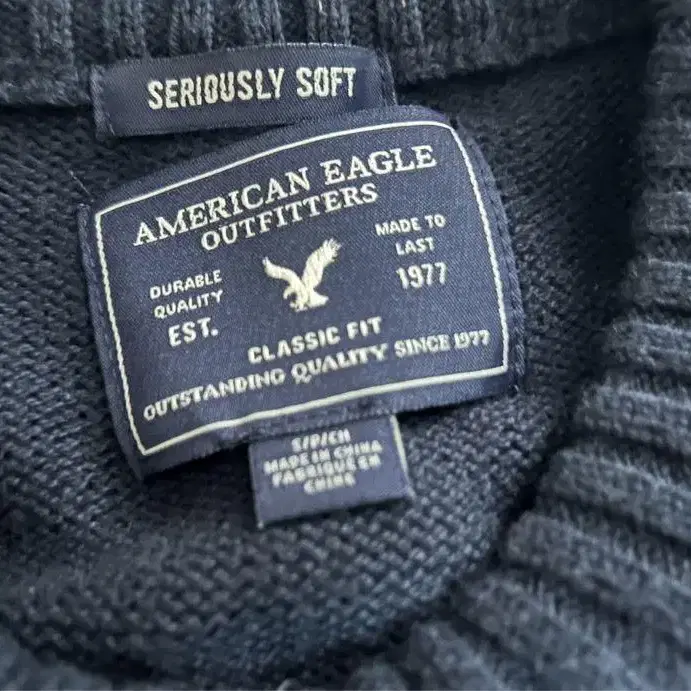 SERIOUSLY SOFT
AMERICAN EAGLE
OUTFITTERS
DURABLE
QUALITY
EST.
MADE TO
LAST
1977
CLASSIC FIT
OUTSTANDING QUALITY SINCE 1977
S/P/CH
MADE IN CHINA
FABRIQUÉ EN
CHINE